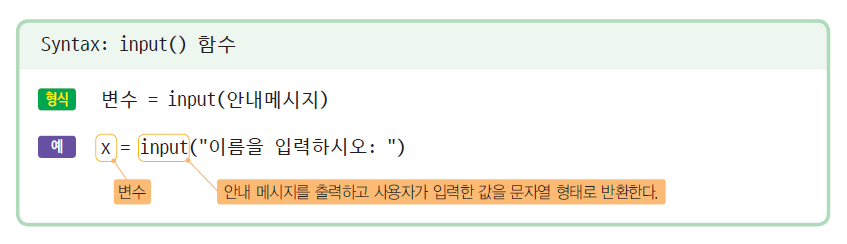 Syntax: input() 함수
형식 변수 = input(안내메시지)
예 x = input("이름을 입력하시오: ")
변수 안내 메시지를 출력하고 사용자가 입력한 값을 문자열 형태로 반환한다.